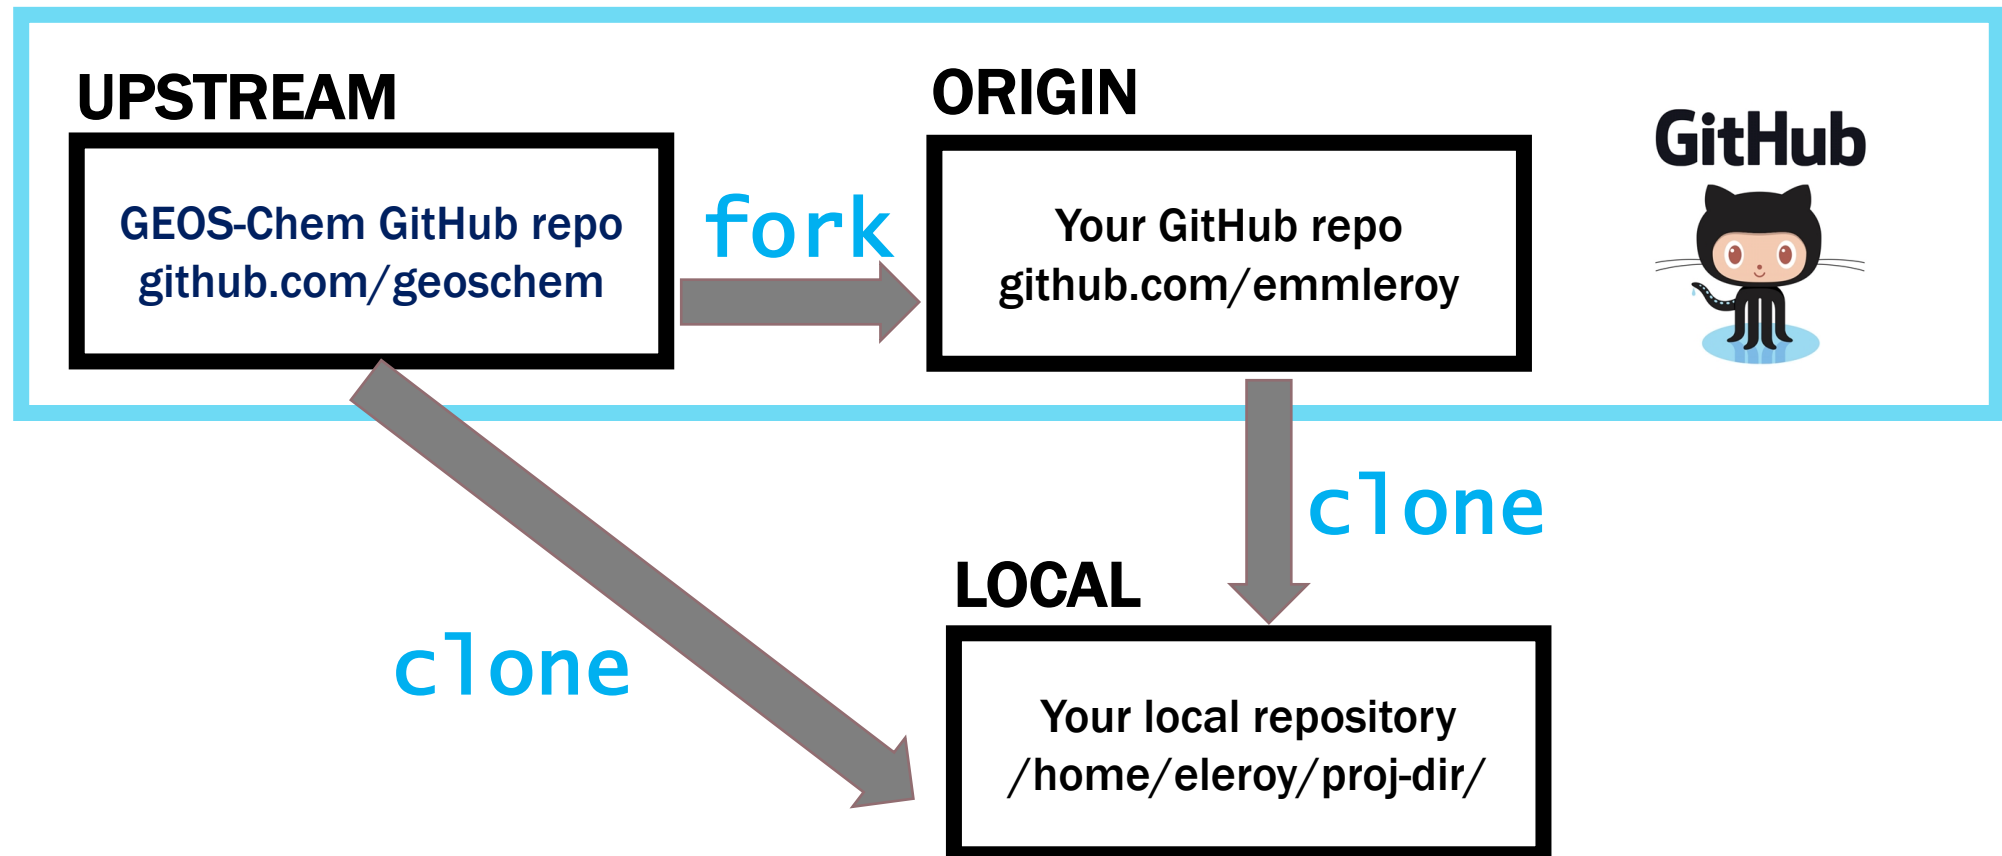 UPSTREAM
GEOS-Chem GitHub repo
github.com/geoschem
fork
ORIGIN
Your GitHub repo
github.com/emmleroy
GitHub
clone
clone
LOCAL
Your local repository
/home/eleroy/proj-dir/